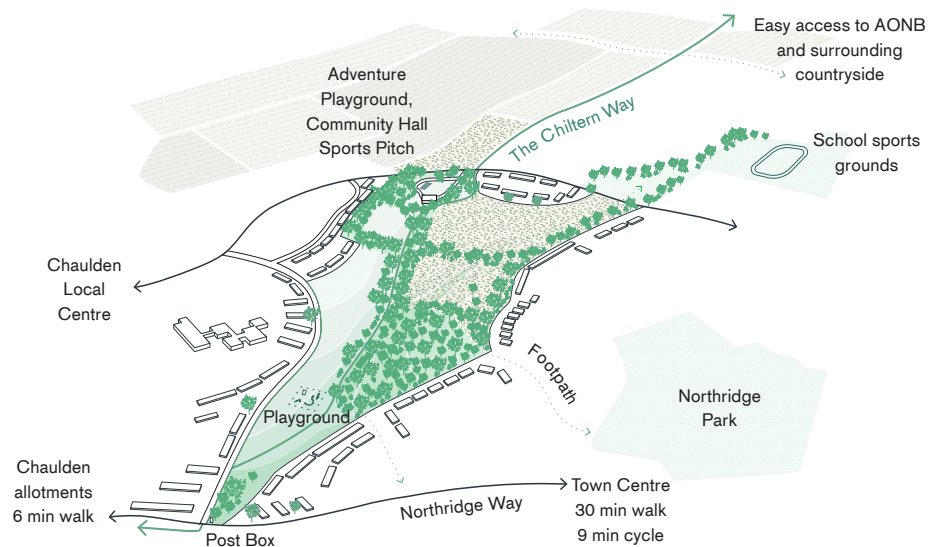 Easy access to AONB
and surrounding
countryside
Adventure
Playground,
Community Hall
Sports Pitch
The Chiltern Way
School sports
grounds
Chaulden
Local
Centre
Footpath
Northridge
Park
Playground
Chaulden
allotments
6 min walk
Northridge Way
Town Centre
30 min walk
9 min cycle
Post Box